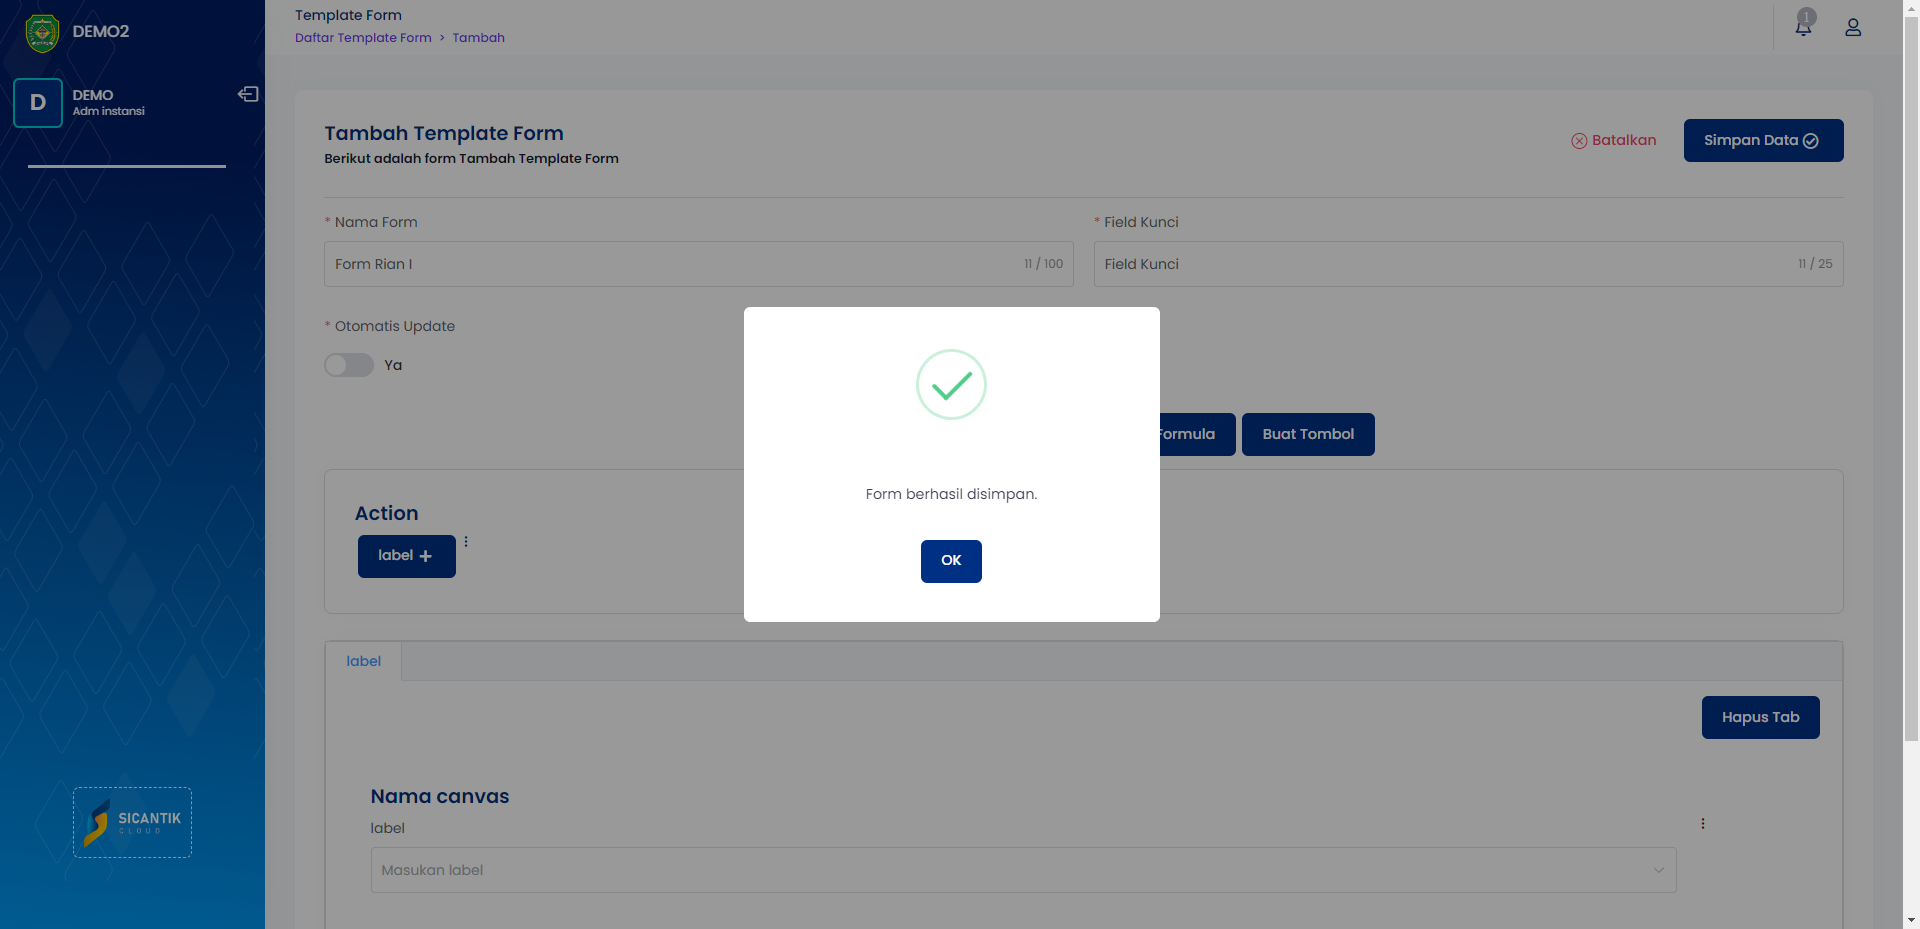 DEMO2
D
DEMO
Adm instansi
SICANTIK
CLOUD
Template Form
Daftar Template Form > Tambah
1
Tambah Template Form
Berikut adalah form Tambah Template Form
Batalkan
Simpan Data
* Nama Form
Form Rian I
11 / 100
* Field Kunci
Field Kunci
11 / 25
* Otomatis Update
Ya
Formula
Buat Tombol
Form berhasil disimpan.
OK
Action
label +
label
Hapus Tab
Nama canvas
label
Masukan label